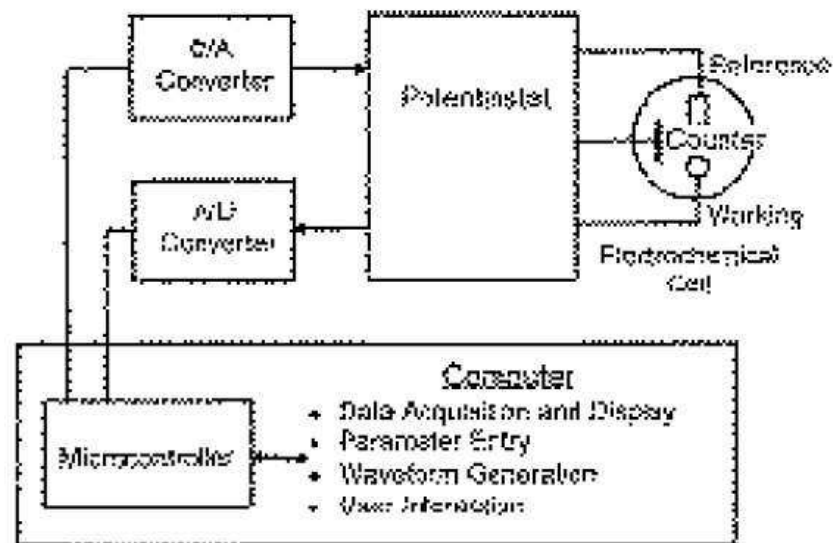 D/A
Converter
Potentiostat
Reference
Counter
Working
A/D
Converter
Electrochemical
Cell
Computer
Microcontroller
• Data Acquisition and Display
• Parameter Entry
• Waveform Generation
• User Interaction